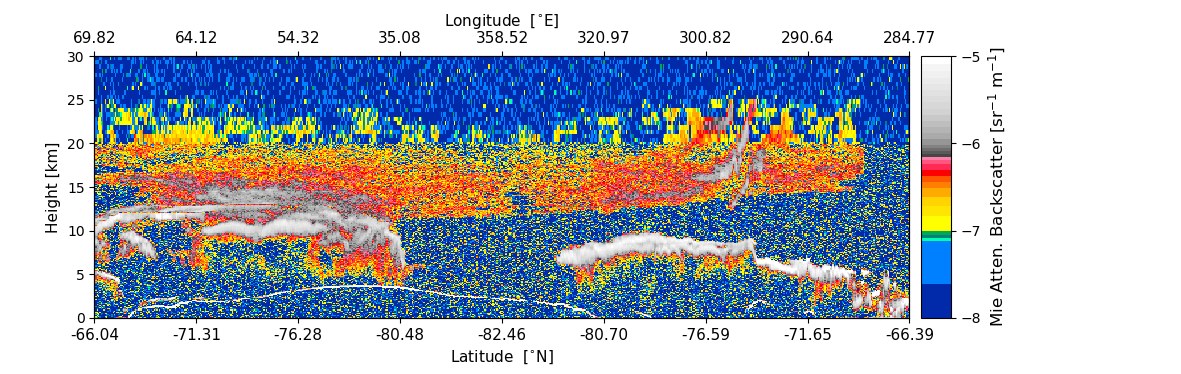 Longitude [°E]
69.82 64.12 54.32 35.08 358.52 320.97 300.82 290.64 284.77
30
25
20
15
10
5
0
Height [km]
-66.04 -71.31 -76.28 -80.48 -82.46 -80.70 -76.59 -71.65 -66.39
Latitude [°N]
−5
−6
−7
−8
Mie Atten. Backscatter [sr⁻¹ m⁻¹]